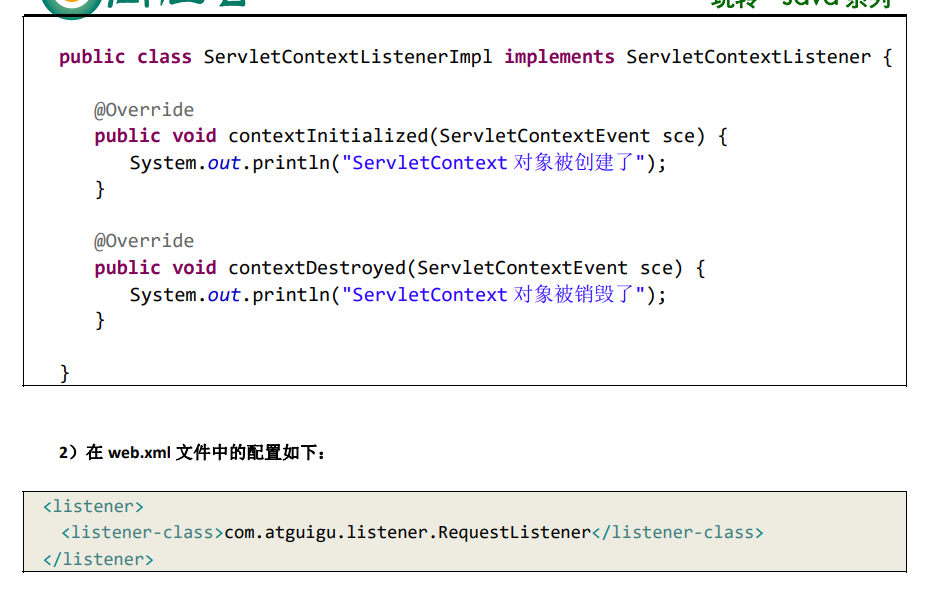 public class ServletContextListenerImpl implements ServletContextListener {
@Override
public void contextInitialized(ServletContextEvent sce) {
System.out.println("ServletContext 对象被创建了");
}
@Override
public void contextDestroyed(ServletContextEvent sce) {
System.out.println("ServletContext 对象被销毁了");
}
}
2）在 web.xml 文件中的配置如下：
<listener>
<listener-class>com.atguigu.listener.RequestListener</listener-class>
</listener>